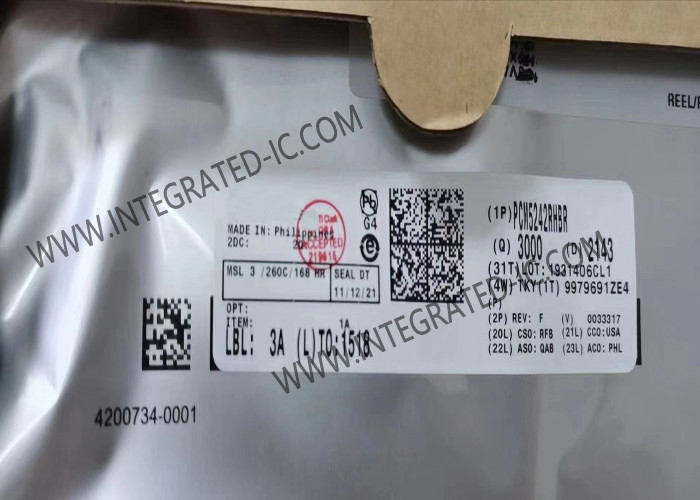 REEL/
WWW.INTEGRATED-IC.COM
WWW.INTEGRATED-IC.COM
MADE IN: Philippines
2DC:
ACCEPTED
Pb
G4
e
MSL 3 /260C/168 HR
SEAL DT
11/12/21
OPT:
ITEM:
1A
LBL: 3A (L)TO:15X8
(1P)PCM5242RHBR
(Q) 3000 (D) 2143
(31T)LOT: 1931406CL1
(4W) TKY(1T) 9979691ZE4
(P)
(2P) REV: F (V) 0033317
(20L) CSO: RFB (21L) CCO:USA
(22L) ASO: QAB (23L) ACO: PHL
4200734-0001